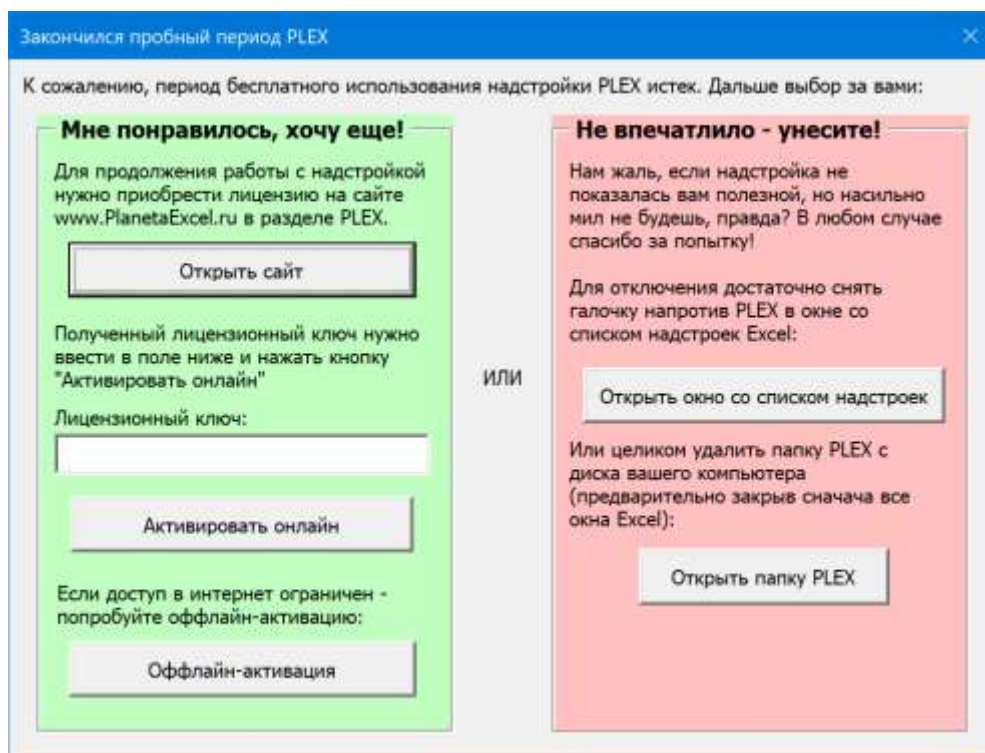 Закончился пробный период PLEX
К сожалению, период бесплатного использования надстройки PLEX истек. Дальше выбор за вами:
Мне понравилось, хочу еще!
Для продолжения работы с надстройкой
нужно приобрести лицензию на сайте
www.PlanetaExcel.ru в разделе PLEX.
Открыть сайт
Полученный лицензионный ключ нужно
ввести в поле ниже и нажать кнопку
"Активировать онлайн"
Лицензионный ключ:
Активировать онлайн
Если доступ в интернет ограничен -
попробуйте оффлайн-активацию:
Оффлайн-активация
ИЛИ
Не впечатлило - унесите!
Нам жаль, если надстройка не
показалась вам полезной, но насильно
мил не будешь, правда? В любом случае
спасибо за попытку!
Для отключения достаточно снять
галочку напротив PLEX в окне со
списком надстроек Excel:
Открыть окно со списком надстроек
Или целиком удалить папку PLEX с
диска вашего компьютера
(предварительно закрыв сначача все
окна Excel):
Открыть папку PLEX